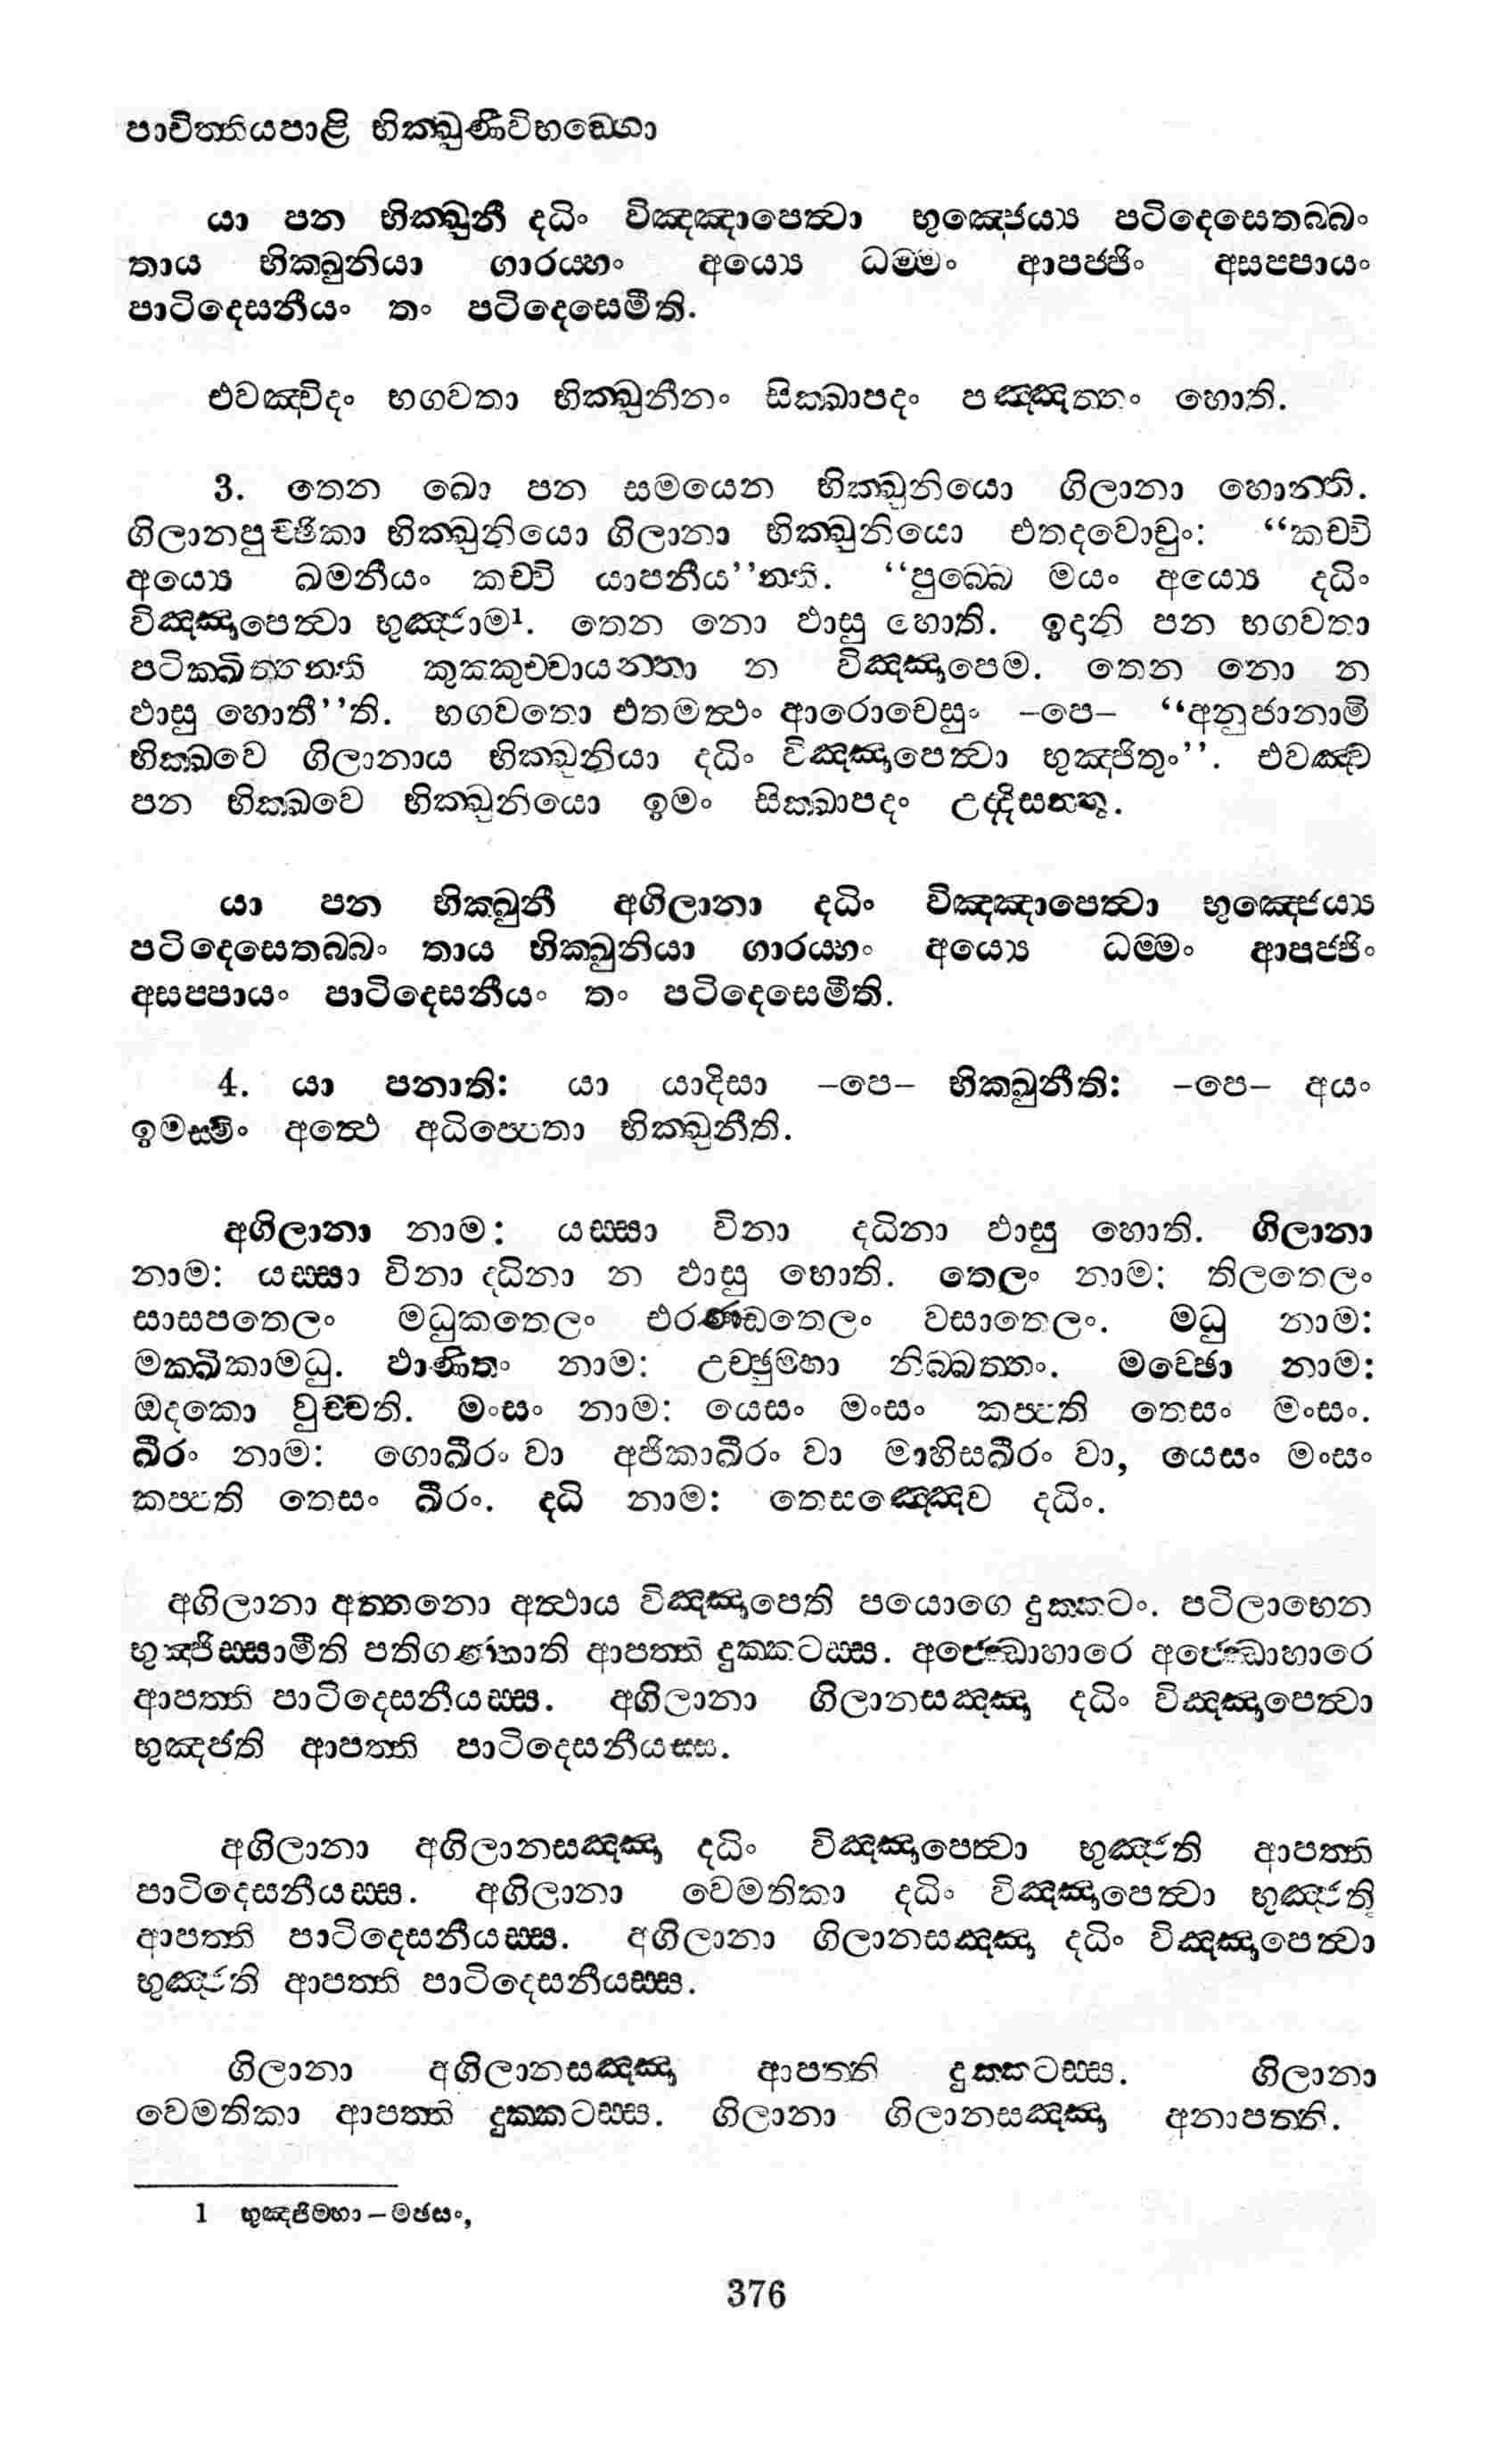 පාචිත්තියපාළි භික්ඛුණීවිභඞ්ගො
යා පන භික්ඛුනී දධිං විඤ්ඤාපෙත්වා භුඤ්ජෙය්‍ය පටිදෙසෙතබ්බං
තාය භික්ඛුනියා ගාරය්හං අය්‍යෙ ධම්මං ආපජ්ජිං අසප්පායං
පාටිදෙසනීයං තං පටිදෙසෙමීති.
එවඤ්චිදං භගවතා භික්ඛුනීනං සික්ඛාපදං පඤ්ඤත්තං හොති.
3. තෙන ඛො පන සමයෙන භික්ඛුනියො ගිලානා හොන්ති.
ගිලානපුච්ඡිකා භික්ඛුනියො ගිලානා භික්ඛුනියො එතදවොචුං: “කච්චි
අය්‍යෙ ඛමනීයං කච්චි යාපනීය”න්ති. “පුබ්බෙ මයං අය්‍යෙ දධිං
විඤ්ඤාපෙත්වා භුඤ්ජාම¹. තෙන නො ඵාසු හොති. ඉදානි පන භගවතා
පටික්ඛිත්තන්ති කුක්කුච්චායන්තා න විඤ්ඤාපෙම. තෙන නො න
ඵාසු හොතී”ති. භගවතො එතමත්ථං ආරොචෙසුං –පෙ– “අනුජානාමි
භික්ඛවෙ ගිලානාය භික්ඛුනියා දධිං විඤ්ඤාපෙත්වා භුඤ්ජිතුං”. එවඤ්ච
පන භික්ඛවෙ භික්ඛුනියො ඉමං සික්ඛාපදං උද්දිසන්තු.
යා පන භික්ඛුනී අගිලානා දධිං විඤ්ඤාපෙත්වා භුඤ්ජෙය්‍ය
පටිදෙසෙතබ්බං තාය භික්ඛුනියා ගාරය්හං අය්‍යෙ ධම්මං ආපජ්ජිං
අසප්පායං පාටිදෙසනීයං තං පටිදෙසෙමීති.
4. යා පනාති: යා යාදිසා –පෙ– භික්ඛුනීති: –පෙ– අයං
ඉමස්මිං අත්ථෙ අධිප්පෙතා භික්ඛුනීති.
අගිලානා නාම: යස්සා විනා දධිනා ඵාසු හොති. ගිලානා
නාම: යස්සා විනා දධිනා න ඵාසු හොති. තෙලං නාම: තිලතෙලං
සාසපතෙලං මධුකතෙලං එරණ්ඩතෙලං වසාතෙලං. මධු නාම:
මක්ඛිකාමධු. ඵාණිතං නාම: උච්ඡුම්හා නිබ්බත්තං. මච්ඡො නාම:
ඔදකො වුච්චති. මංසං නාම: යෙසං මංසං කප්පති තෙසං මංසං.
ඛීරං නාම: ගොඛීරං වා අජිකාඛීරං වා මාහිසඛීරං වා, යෙසං මංසං
කප්පති තෙසං ඛීරං. දධි නාම: තෙසඤ්ඤෙව දධිං.
අගිලානා අත්තනො අත්ථාය විඤ්ඤාපෙති පයොගෙ දුක්කටං. පටිලාභෙන
භුඤ්ජිස්සාමීති පතිගණ්හාති ආපත්ති දුක්කටස්ස. අජ්ඣොහාරෙ අජ්ඣොහාරෙ
ආපත්ති පාටිදෙසනීයස්ස. අගිලානා ගිලානසඤ්ඤා දධිං විඤ්ඤාපෙත්වා
භුඤ්ජති ආපත්ති පාටිදෙසනීයස්ස.
අගිලානා අගිලානසඤ්ඤා දධිං විඤ්ඤාපෙත්වා භුඤ්ජති ආපත්ති
පාටිදෙසනීයස්ස. අගිලානා වෙමතිකා දධිං විඤ්ඤාපෙත්වා භුඤ්ජති
ආපත්ති පාටිදෙසනීයස්ස. අගිලානා ගිලානසඤ්ඤා දධිං විඤ්ඤාපෙත්වා
භුඤ්ජති ආපත්ති පාටිදෙසනීයස්ස.
ගිලානා අගිලානසඤ්ඤා ආපත්ති දුක්කටස්ස. ගිලානා
වෙමතිකා ආපත්ති දුක්කටස්ස. ගිලානා ගිලානසඤ්ඤා අනාපත්ති.
1 භුඤ්ජිම්හා – මඡසං,
376